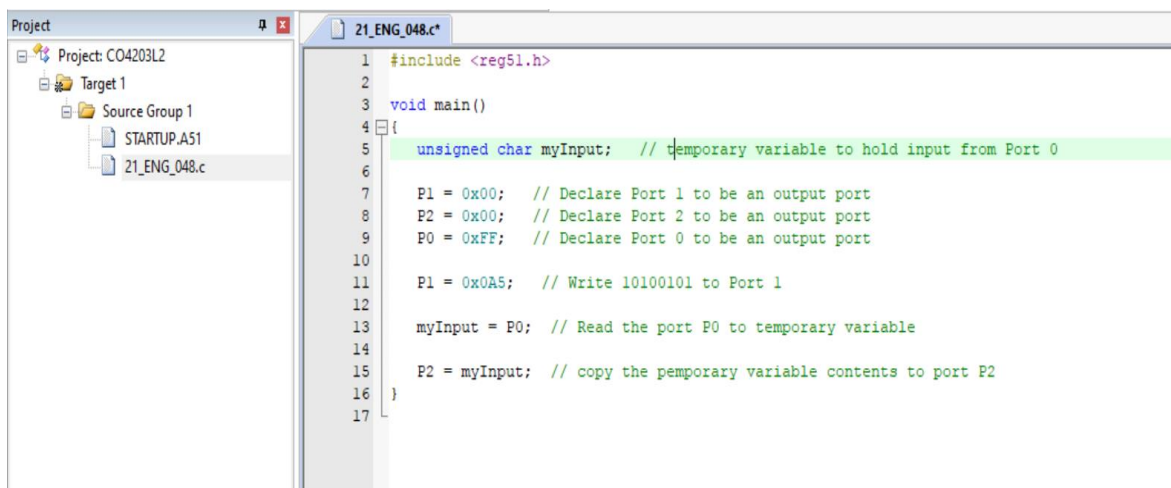 Project
Project: CO4203L2
Target 1
Source Group 1
STARTUP.A51
21_ENG_048.c
21_ENG_048.c*
1 #include <reg51.h>
2
3 void main()
4 {
5 unsigned char myInput; // temporary variable to hold input from Port 0
6
7 P1 = 0x00; // Declare Port 1 to be an output port
8 P2 = 0x00; // Declare Port 2 to be an output port
9 P0 = 0xFF; // Declare Port 0 to be an output port
10
11 P1 = 0x0A5; // Write 10100101 to Port 1
12
13 myInput = P0; // Read the port P0 to temporary variable
14
15 P2 = myInput; // copy the pemporary variable contents to port P2
16 }
17